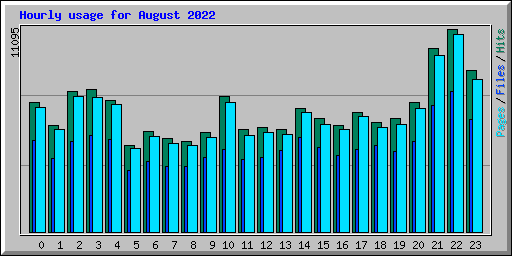 Hourly usage for August 2022
11095
Pages/Files/Hits
0 1 2 3 4 5 6 7 8 9 10 11 12 13 14 15 16 17 18 19 20 21 22 23